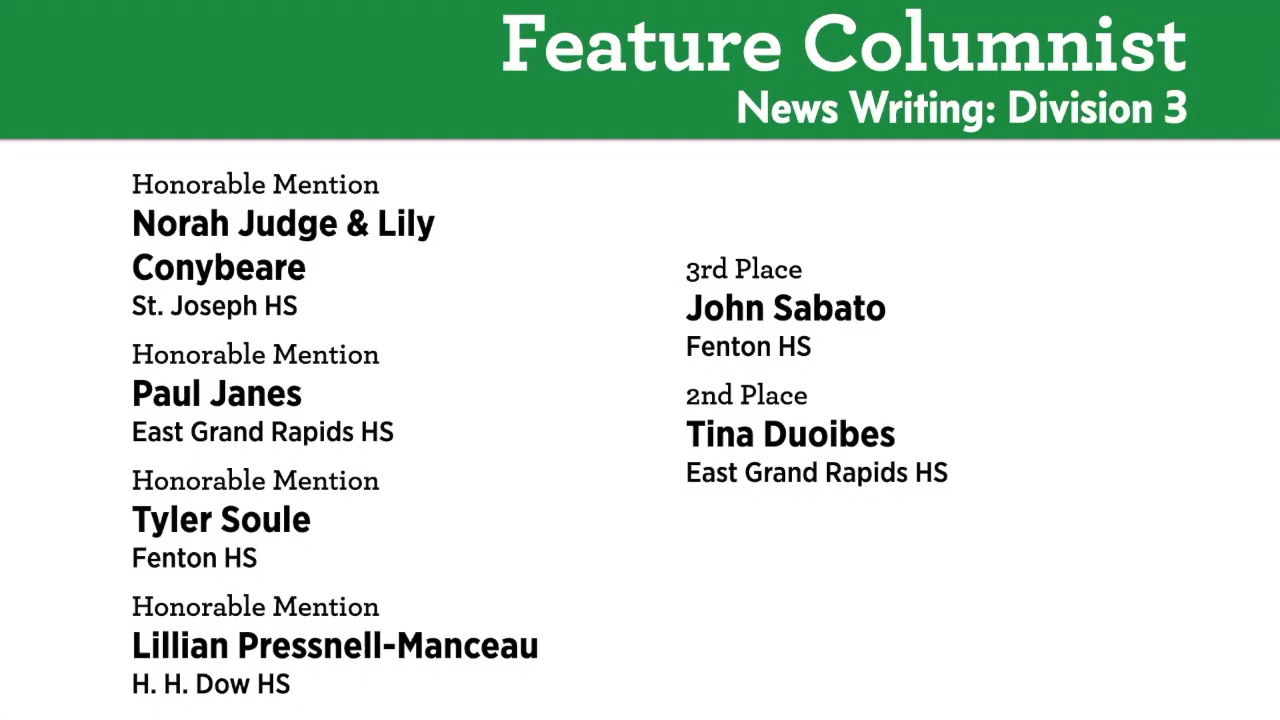 Feature Columnist
News Writing: Division 3
Honorable Mention
Norah Judge & Lily
Conybeare
St. Joseph HS
Honorable Mention
Paul Janes
East Grand Rapids HS
Honorable Mention
Tyler Soule
Fenton HS
Honorable Mention
Lillian Pressnell-Manceau
H. H. Dow HS
3rd Place
John Sabato
Fenton HS
2nd Place
Tina Duoibes
East Grand Rapids HS